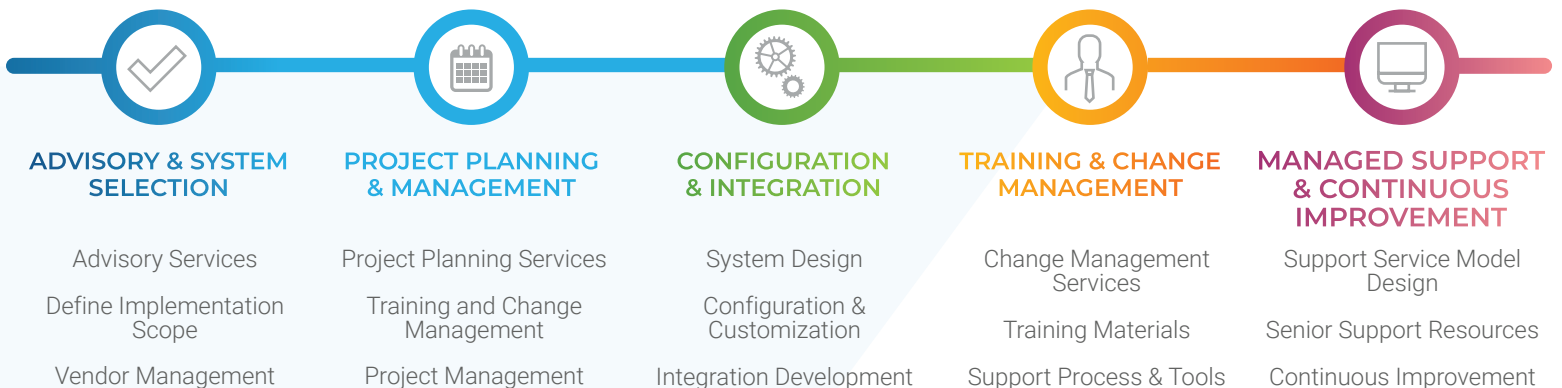 ADVISORY & SYSTEM
SELECTION
Advisory Services
Define Implementation
Scope
Vendor Management
PROJECT PLANNING
& MANAGEMENT
Project Planning Services
Training and Change
Management
Project Management
CONFIGURATION
& INTEGRATION
System Design
Configuration &
Customization
Integration Development
TRAINING & CHANGE
MANAGEMENT
Change Management
Services
Training Materials
Support Process & Tools
MANAGED SUPPORT
& CONTINUOUS
IMPROVEMENT
Support Service Model
Design
Senior Support Resources
Continuous Improvement